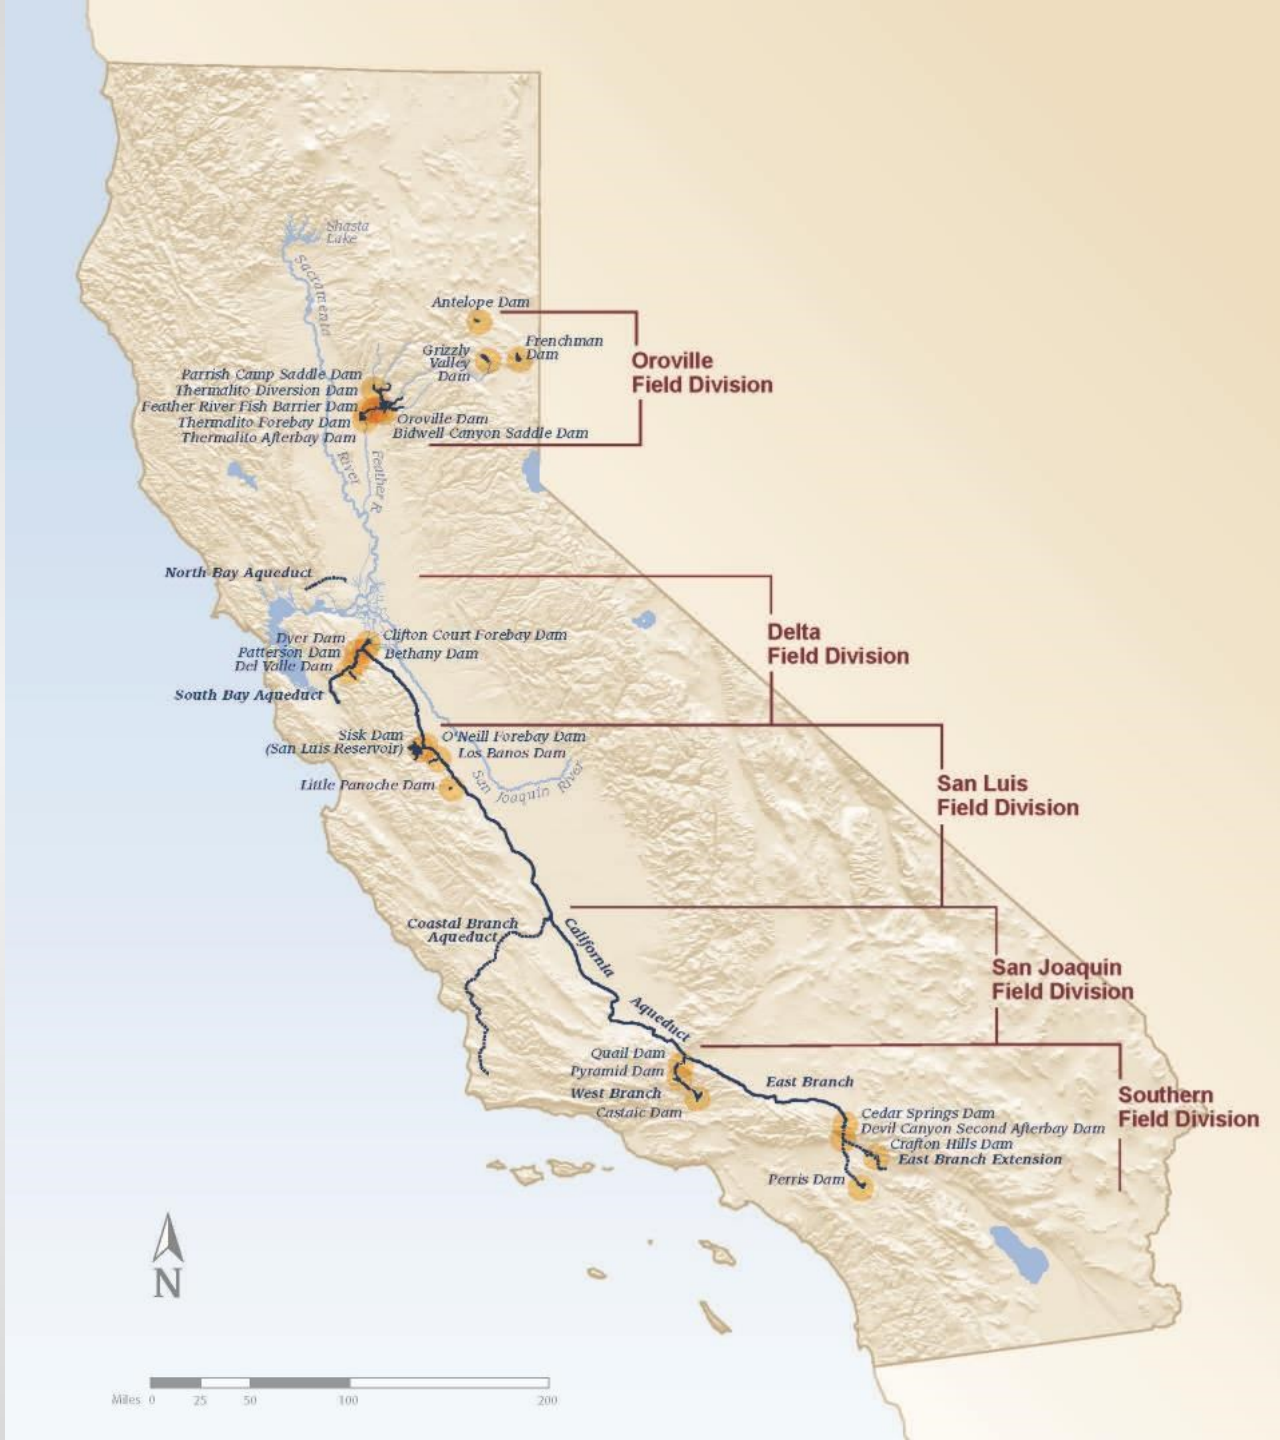 Shasta
Lake
Sacramento
Antelope Dam
Frenchman
Dam
Grizzly
Valley
Dam
Oroville
Field Division
Parrish Camp Saddle Dam
Thermalito Diversion Dam
Feather River Fish Barrier Dam
Thermalito Forebay Dam
Thermalito Afterbay Dam
Oroville Dam
Bidwell Canyon Saddle Dam
River
Feather R.
North Bay Aqueduct
Delta
Field Division
Dyer Dam
Patterson Dam
Del Valle Dam
Clifton Court Forebay Dam
Bethany Dam
South Bay Aqueduct
Sisk Dam
(San Luis Reservoir)
O'Neill Forebay Dam
Los Banos Dam
Little Panoche Dam
San Joaquin River
San Luis
Field Division
Coastal Branch
Aqueduct
California
Aqueduct
San Joaquin
Field Division
Quail Dam
Pyramid Dam
West Branch
Castaic Dam
East Branch
Southern
Field Division
Cedar Springs Dam
Devil Canyon Second Afterbay Dam
Crafton Hills Dam
East Branch Extension
Perris Dam
N
Miles 0 25 50 100 200